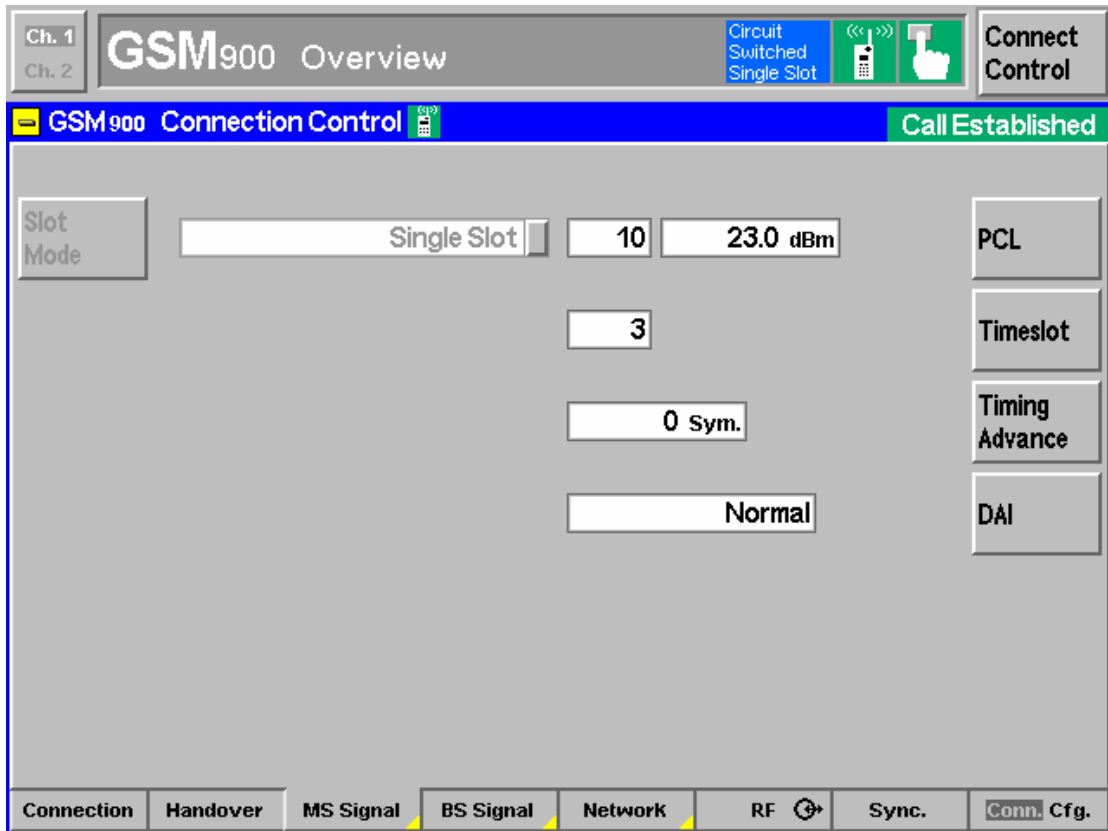 Ch. 1
Ch. 2
GSM900 Overview
Circuit
Switched
Single Slot
Connect
Control
GSM 900 Connection Control
Call Established
Slot
Mode
Single Slot
10
23.0 dBm
PCL
3
Timeslot
0 Sym.
Timing
Advance
Normal
DAI
Connection
Handover
MS Signal
BS Signal
Network
RF
Sync.
Conn. Cfg.